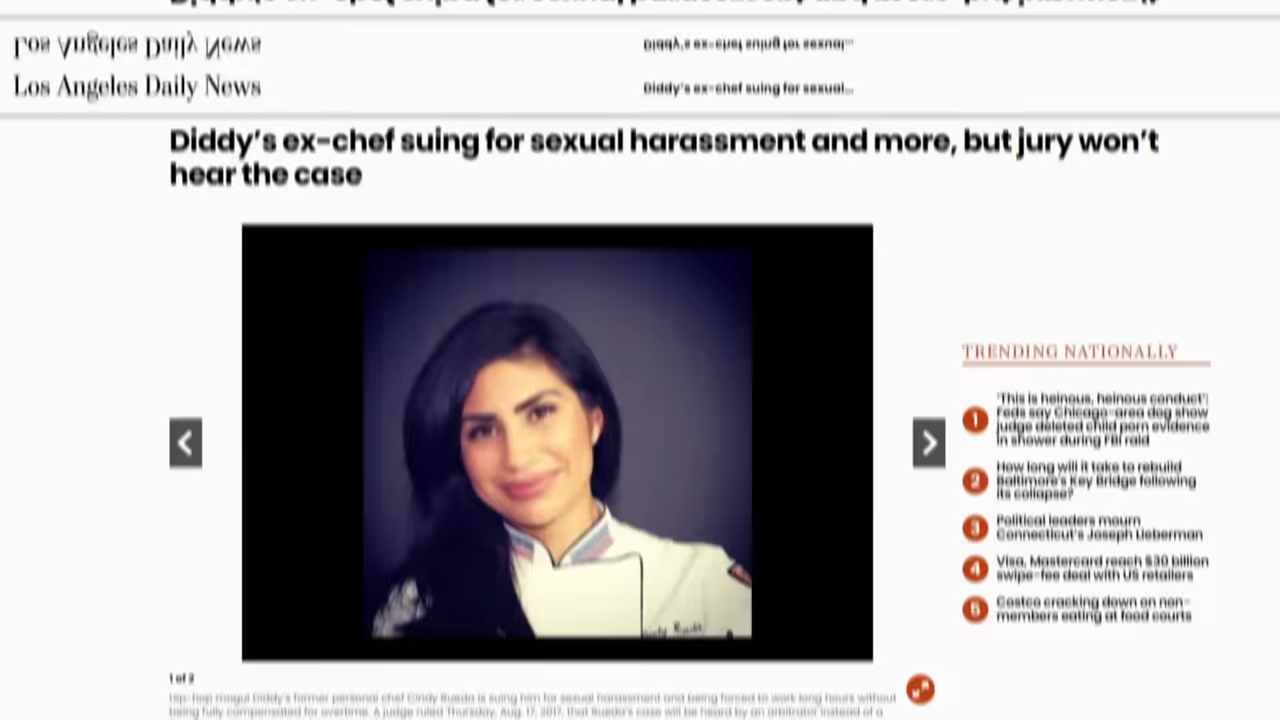 Los Angeles Daily News
Diddy's ex-chef suing for sexual...
Diddy's ex-chef suing for sexual harassment and more, but jury won't
hear the case
TRENDING NATIONALLY
1
'This is heinous, heinous conduct':
Feds say Chicago-area dog show
judge deleted child porn evidence
in shower during FBI raid
2
How long will it take to rebuild
Baltimore's Key Bridge following
its collapse?
3
Political leaders mourn
Connecticut's Joseph Lieberman
4
Visa, Mastercard reach $30 billion
swipe-fee deal with US retailers
5
Costco cracking down on non-
members eating at food courts
1 of 3
Hip-hop mogul Diddy's former personal chef Cindy Rueda is suing him for sexual harassment and being forced to work long hours without
being fully compensated for overtime. A judge ruled Thursday, Aug. 17, 2017, that Rueda's case will be heard by an arbitrator instead of a